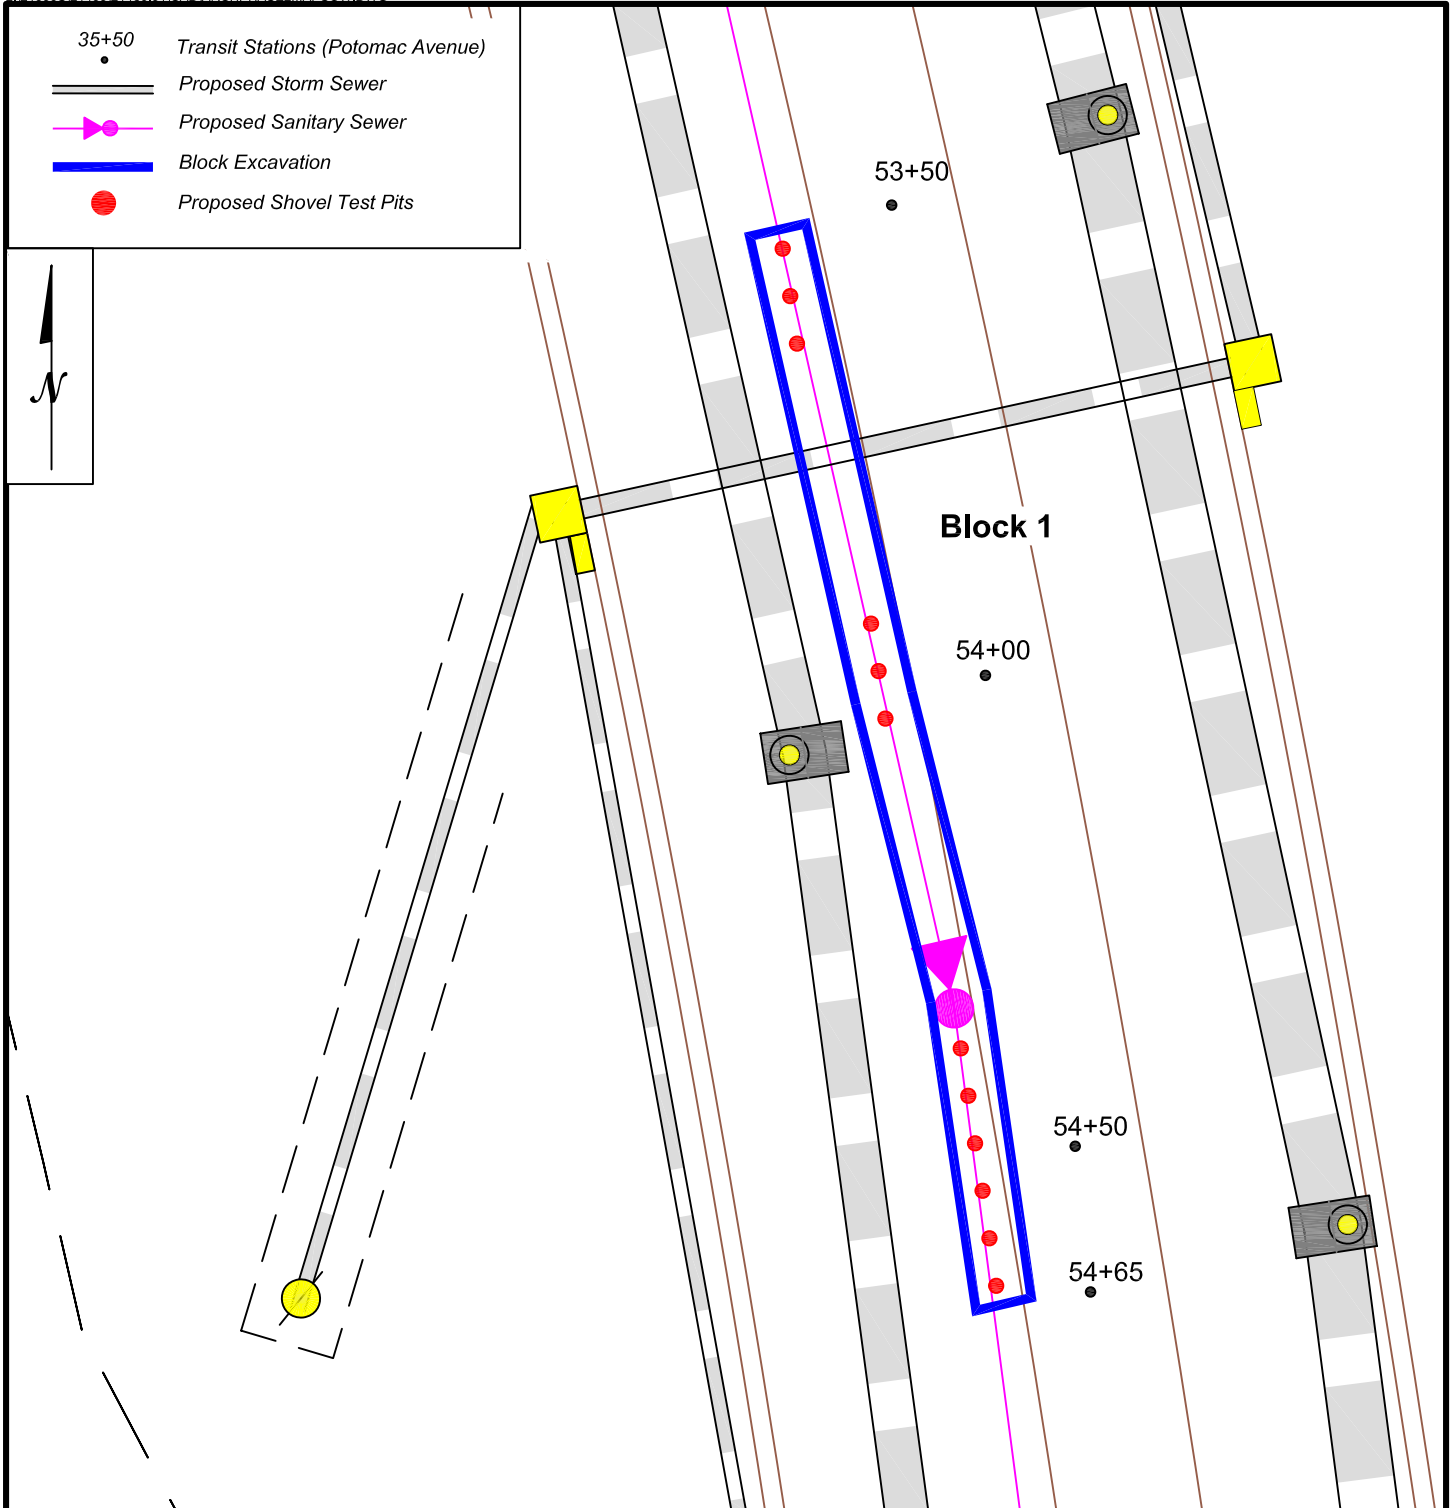 35+50
Transit Stations (Potomac Avenue)
Proposed Storm Sewer
Proposed Sanitary Sewer
Block Excavation
Proposed Shovel Test Pits
N
53+50
Block 1
54+00
54+50
54+65